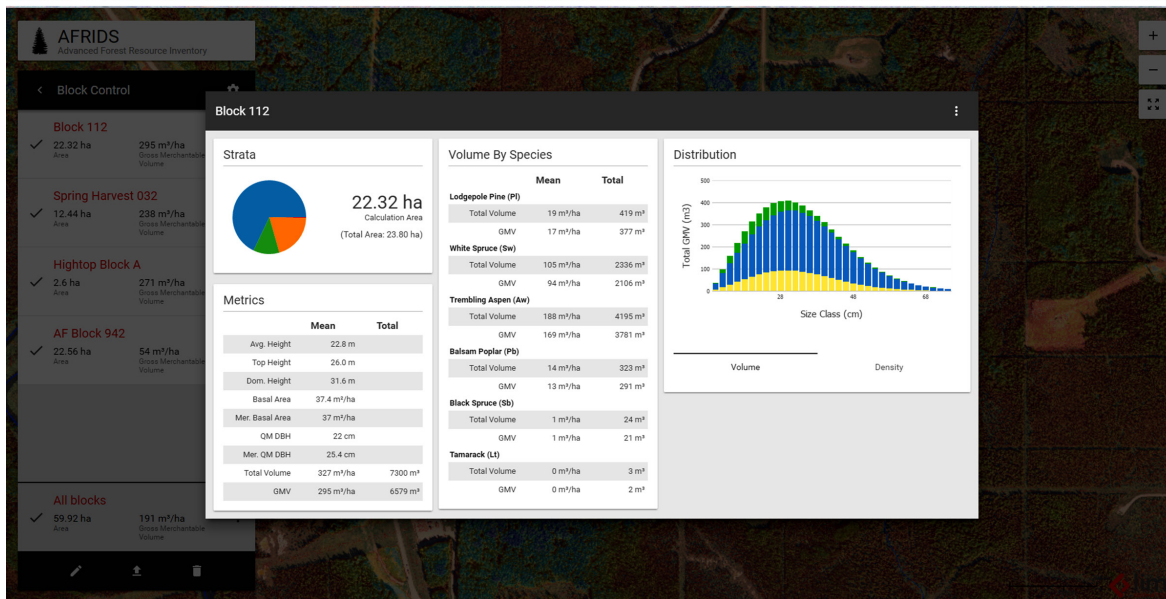 AFRIDS
Advanced Forest Resource Inventory
Block Control
Block 112
22.32 ha 295 m³/ha
Area Gross Merchantable Volume
Spring Harvest 032
12.44 ha 238 m³/ha
Area Gross Merchantable Volume
Hightop Block A
2.6 ha 271 m³/ha
Area Gross Merchantable Volume
AF Block 942
22.56 ha 54 m³/ha
Area Gross Merchantable Volume
All blocks
59.92 ha 191 m³/ha
Area Gross Merchantable Volume
Block 112
Strata
22.32 ha
Calculation Area
(Total Area: 23.80 ha)
Metrics
Mean Total
Avg. Height 22.8 m
Top Height 26.0 m
Dom. Height 31.6 m
Basal Area 37.4 m²/ha
Mer. Basal Area 37 m²/ha
QM DBH 22 cm
Mer. QM DBH 25.4 cm
Total Volume 327 m³/ha 7300 m³
GMV 295 m³/ha 6579 m³
Volume By Species
Mean Total
Lodgepole Pine (Pl)
Total Volume 19 m³/ha 419 m³
GMV 17 m³/ha 377 m³
White Spruce (Sw)
Total Volume 105 m³/ha 2336 m³
GMV 94 m³/ha 2106 m³
Trembling Aspen (Aw)
Total Volume 188 m³/ha 4195 m³
GMV 169 m³/ha 3781 m³
Balsam Poplar (Pb)
Total Volume 14 m³/ha 323 m³
GMV 13 m³/ha 291 m³
Black Spruce (Sb)
Total Volume 1 m³/ha 24 m³
GMV 1 m³/ha 21 m³
Tamarack (Lt)
Total Volume 0 m³/ha 3 m³
GMV 0 m³/ha 2 m³
Distribution
Total GMV (m3)
500
400
300
200
100
0
28 48 68
Size Class (cm)
Volume Density